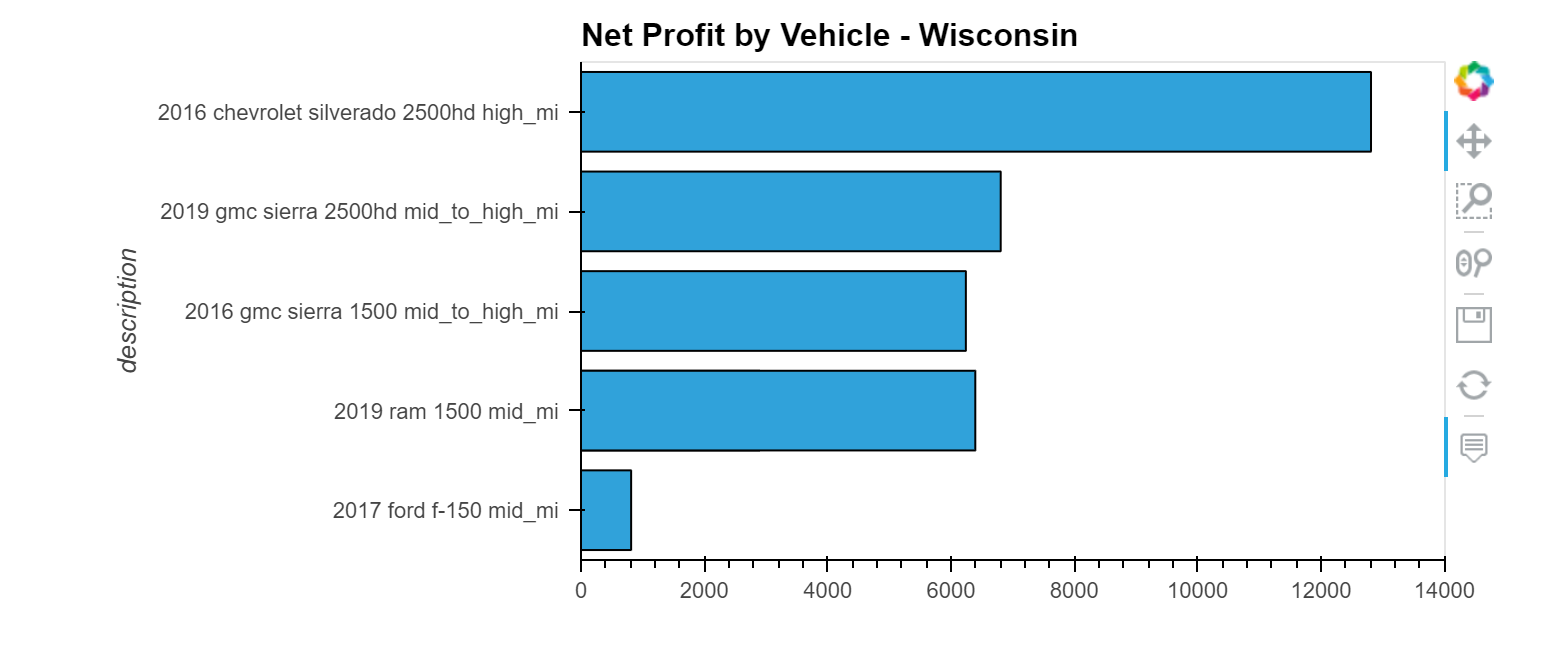 Net Profit by Vehicle - Wisconsin
2016 chevrolet silverado 2500hd high_mi
2019 gmc sierra 2500hd mid_to_high_mi
2016 gmc sierra 1500 mid_to_high_mi
2019 ram 1500 mid_mi
2017 ford f-150 mid_mi
description
0 2000 4000 6000 8000 10000 12000 14000